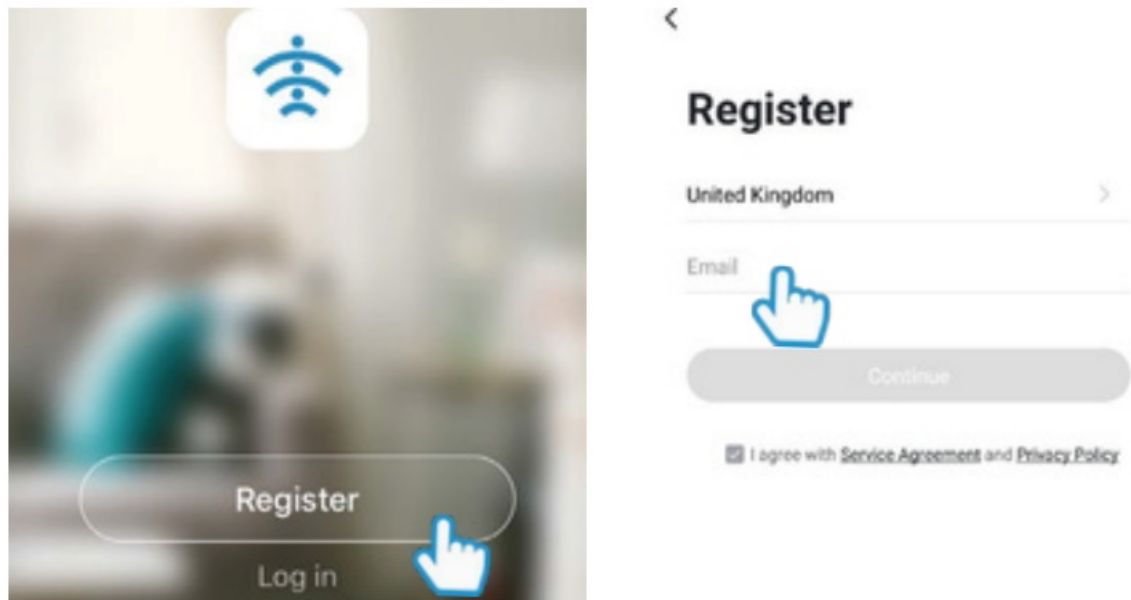 Register
Log in
Register
United Kingdom
Email
Continue
I agree with Service Agreement and Privacy Policy